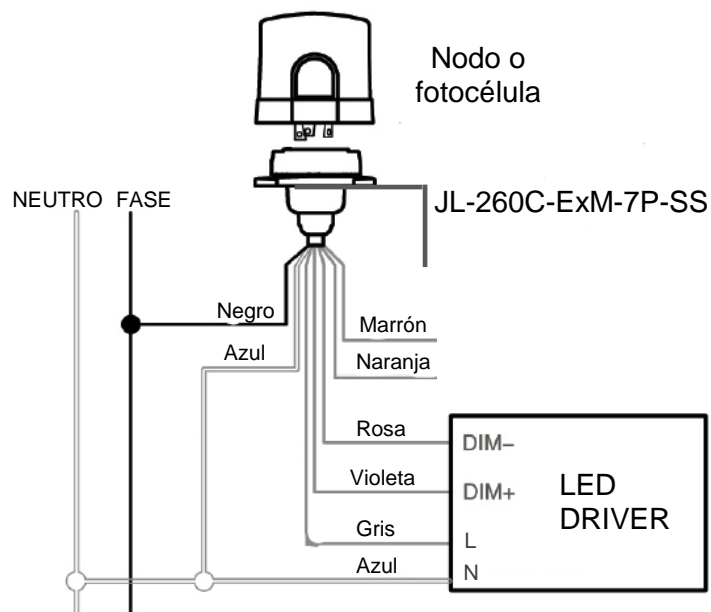 Nodo o
fotocélula
JL-260C-ExM-7P-SS
NEUTRO FASE
Negro
Azul
Marrón
Naranja
Rosa
Violeta
Gris
Azul
DIM–
DIM+
L
N
LED
DRIVER